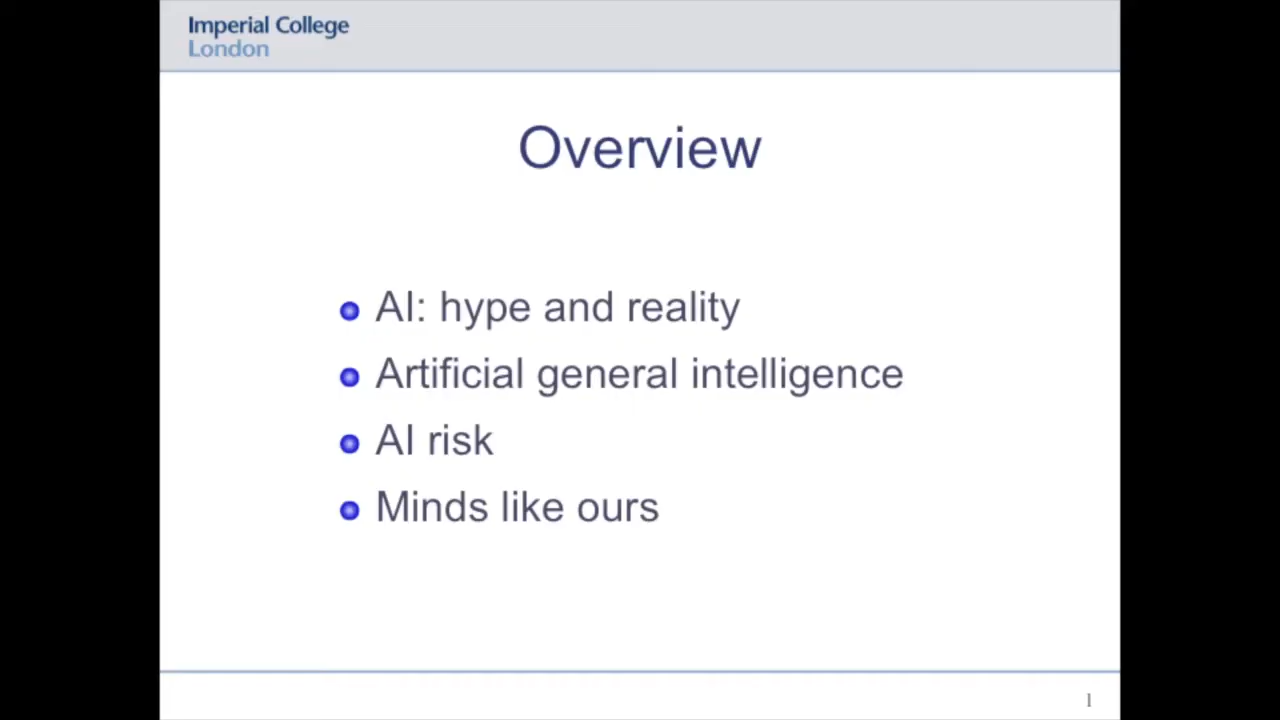 Imperial College
London
Overview
AI: hype and reality
Artificial general intelligence
AI risk
Minds like ours
1